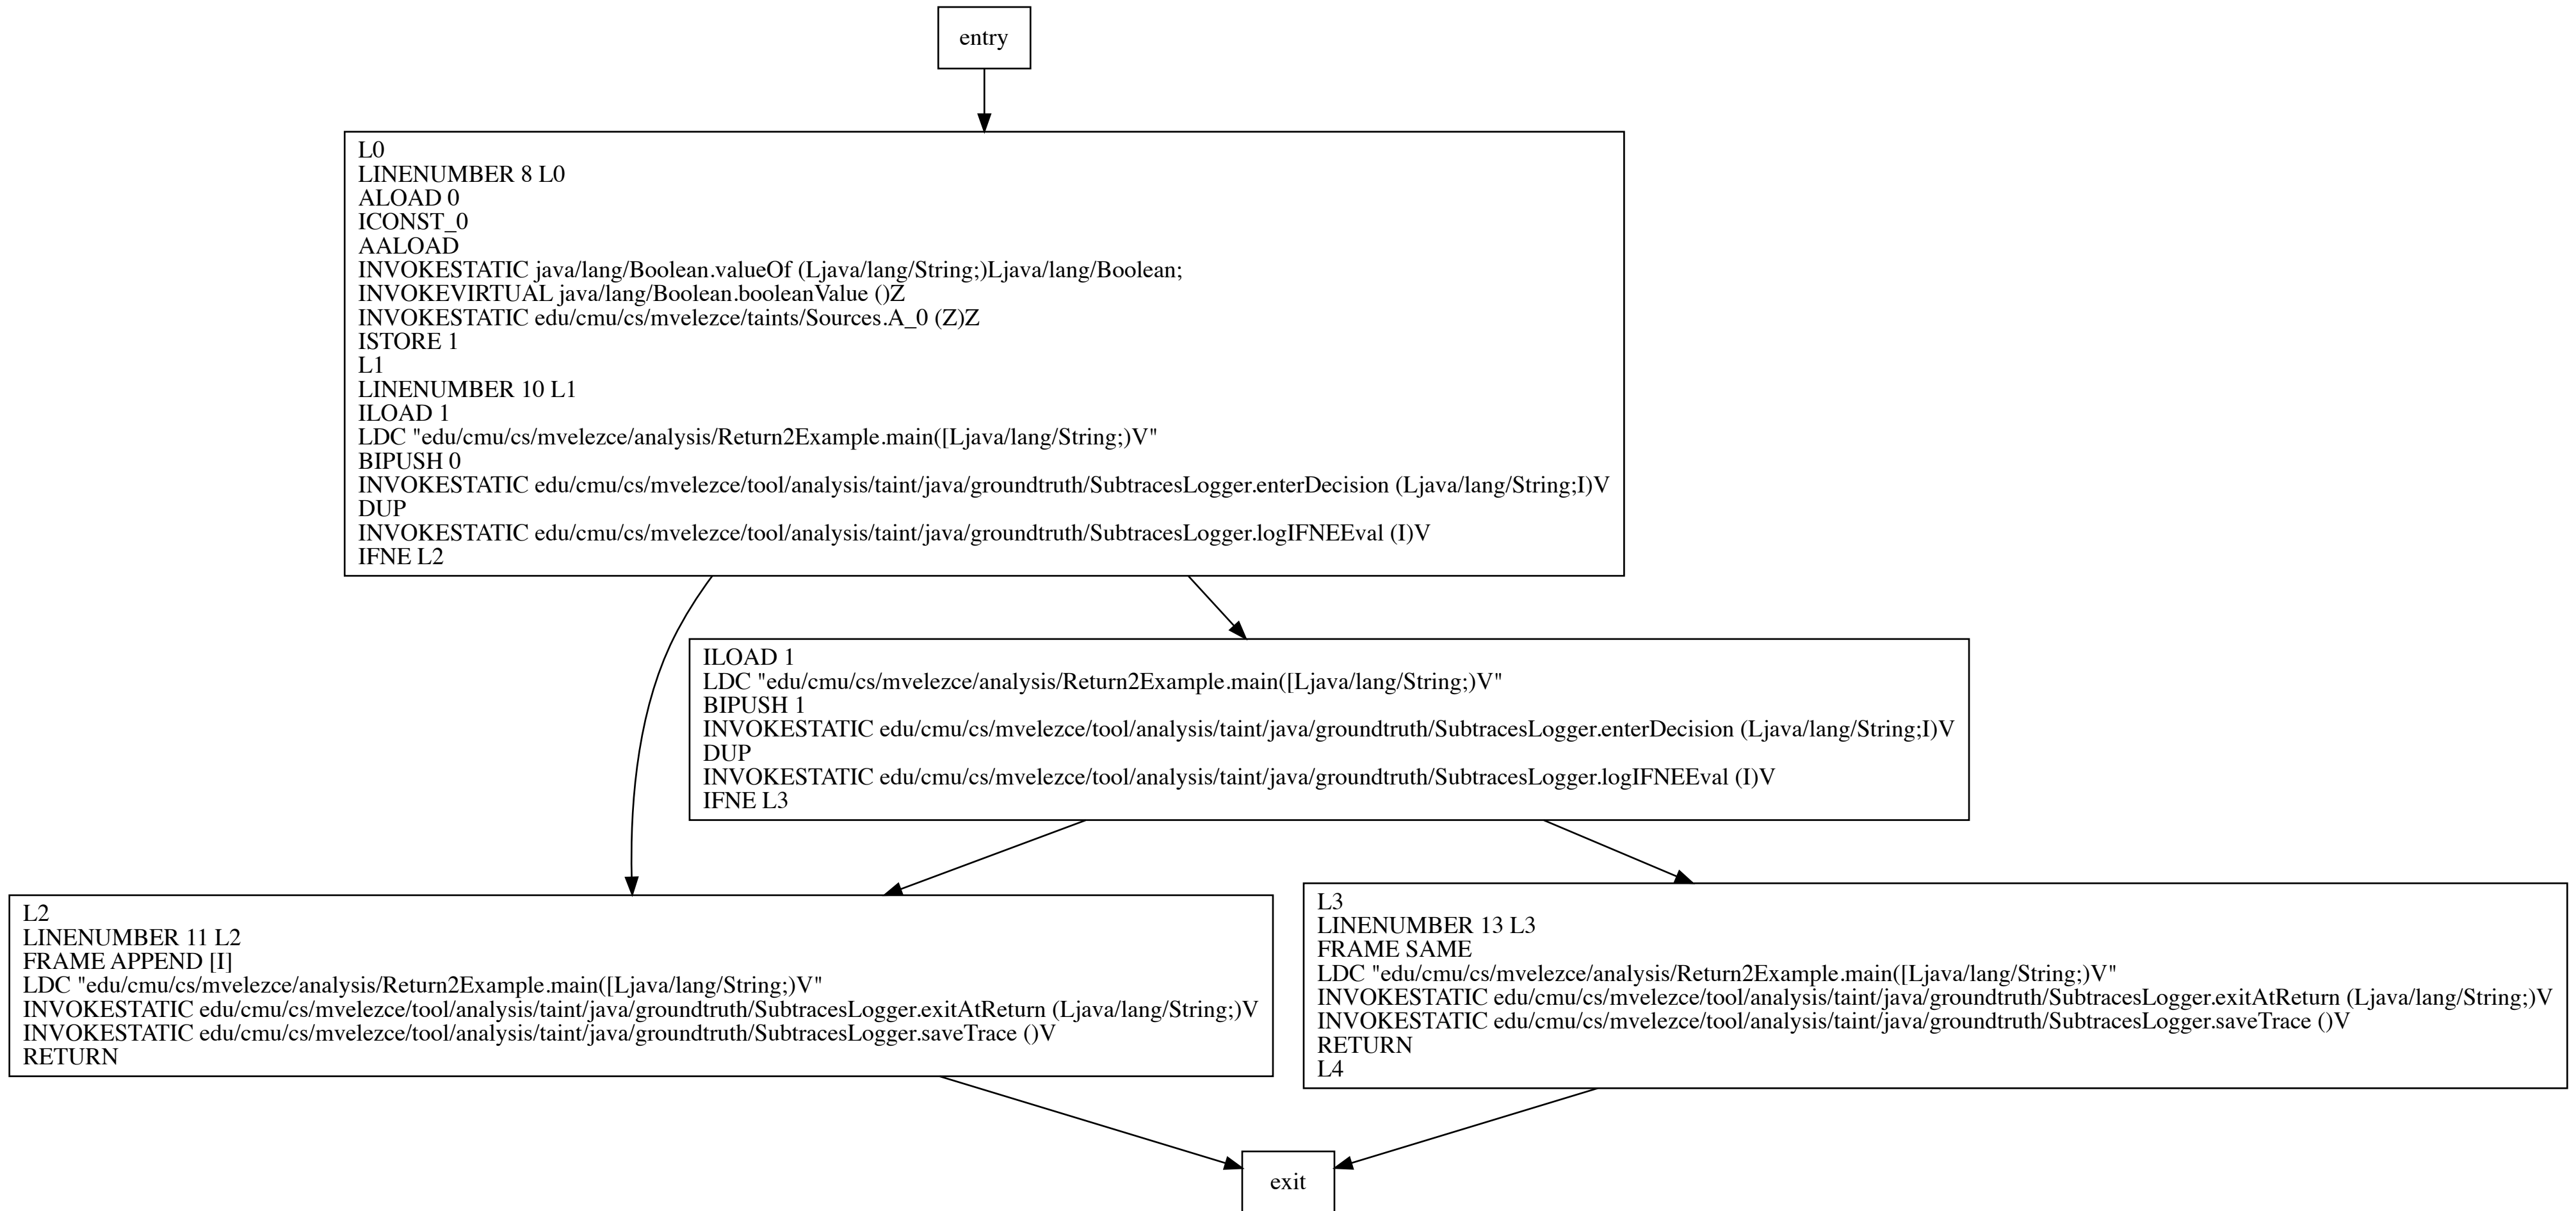 entry
L0
LINENUMBER 8 L0
ALOAD 0
ICONST_0
AALOAD
INVOKESTATIC java/lang/Boolean.valueOf (Ljava/lang/String;)Ljava/lang/Boolean;
INVOKEVIRTUAL java/lang/Boolean.booleanValue ()Z
INVOKESTATIC edu/cmu/cs/mvelezce/taints/Sources.A_0 (Z)Z
ISTORE 1
L1
LINENUMBER 10 L1
ILOAD 1
LDC "edu/cmu/cs/mvelezce/analysis/Return2Example.main([Ljava/lang/String;)V"
BIPUSH 0
INVOKESTATIC edu/cmu/cs/mvelezce/tool/analysis/taint/java/groundtruth/SubtracesLogger.enterDecision (Ljava/lang/String;I)V
DUP
INVOKESTATIC edu/cmu/cs/mvelezce/tool/analysis/taint/java/groundtruth/SubtracesLogger.logIFNEEval (I)V
IFNE L2
ILOAD 1
LDC "edu/cmu/cs/mvelezce/analysis/Return2Example.main([Ljava/lang/String;)V"
BIPUSH 1
INVOKESTATIC edu/cmu/cs/mvelezce/tool/analysis/taint/java/groundtruth/SubtracesLogger.enterDecision (Ljava/lang/String;I)V
DUP
INVOKESTATIC edu/cmu/cs/mvelezce/tool/analysis/taint/java/groundtruth/SubtracesLogger.logIFNEEval (I)V
IFNE L3
L2
LINENUMBER 11 L2
FRAME APPEND [I]
LDC "edu/cmu/cs/mvelezce/analysis/Return2Example.main([Ljava/lang/String;)V"
INVOKESTATIC edu/cmu/cs/mvelezce/tool/analysis/taint/java/groundtruth/SubtracesLogger.exitAtReturn (Ljava/lang/String;)V
INVOKESTATIC edu/cmu/cs/mvelezce/tool/analysis/taint/java/groundtruth/SubtracesLogger.saveTrace ()V
RETURN
L3
LINENUMBER 13 L3
FRAME SAME
LDC "edu/cmu/cs/mvelezce/analysis/Return2Example.main([Ljava/lang/String;)V"
INVOKESTATIC edu/cmu/cs/mvelezce/tool/analysis/taint/java/groundtruth/SubtracesLogger.exitAtReturn (Ljava/lang/String;)V
INVOKESTATIC edu/cmu/cs/mvelezce/tool/analysis/taint/java/groundtruth/SubtracesLogger.saveTrace ()V
RETURN
L4
exit